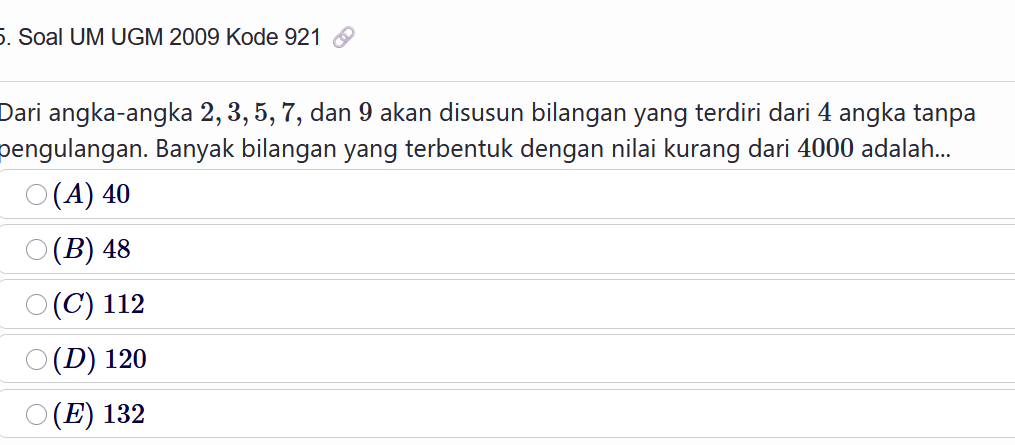 5. Soal UM UGM 2009 Kode 921
Dari angka-angka 2, 3, 5, 7, dan 9 akan disusun bilangan yang terdiri dari 4 angka tanpa
pengulangan. Banyak bilangan yang terbentuk dengan nilai kurang dari 4000 adalah...
(A) 40
(B) 48
(C) 112
(D) 120
(E) 132